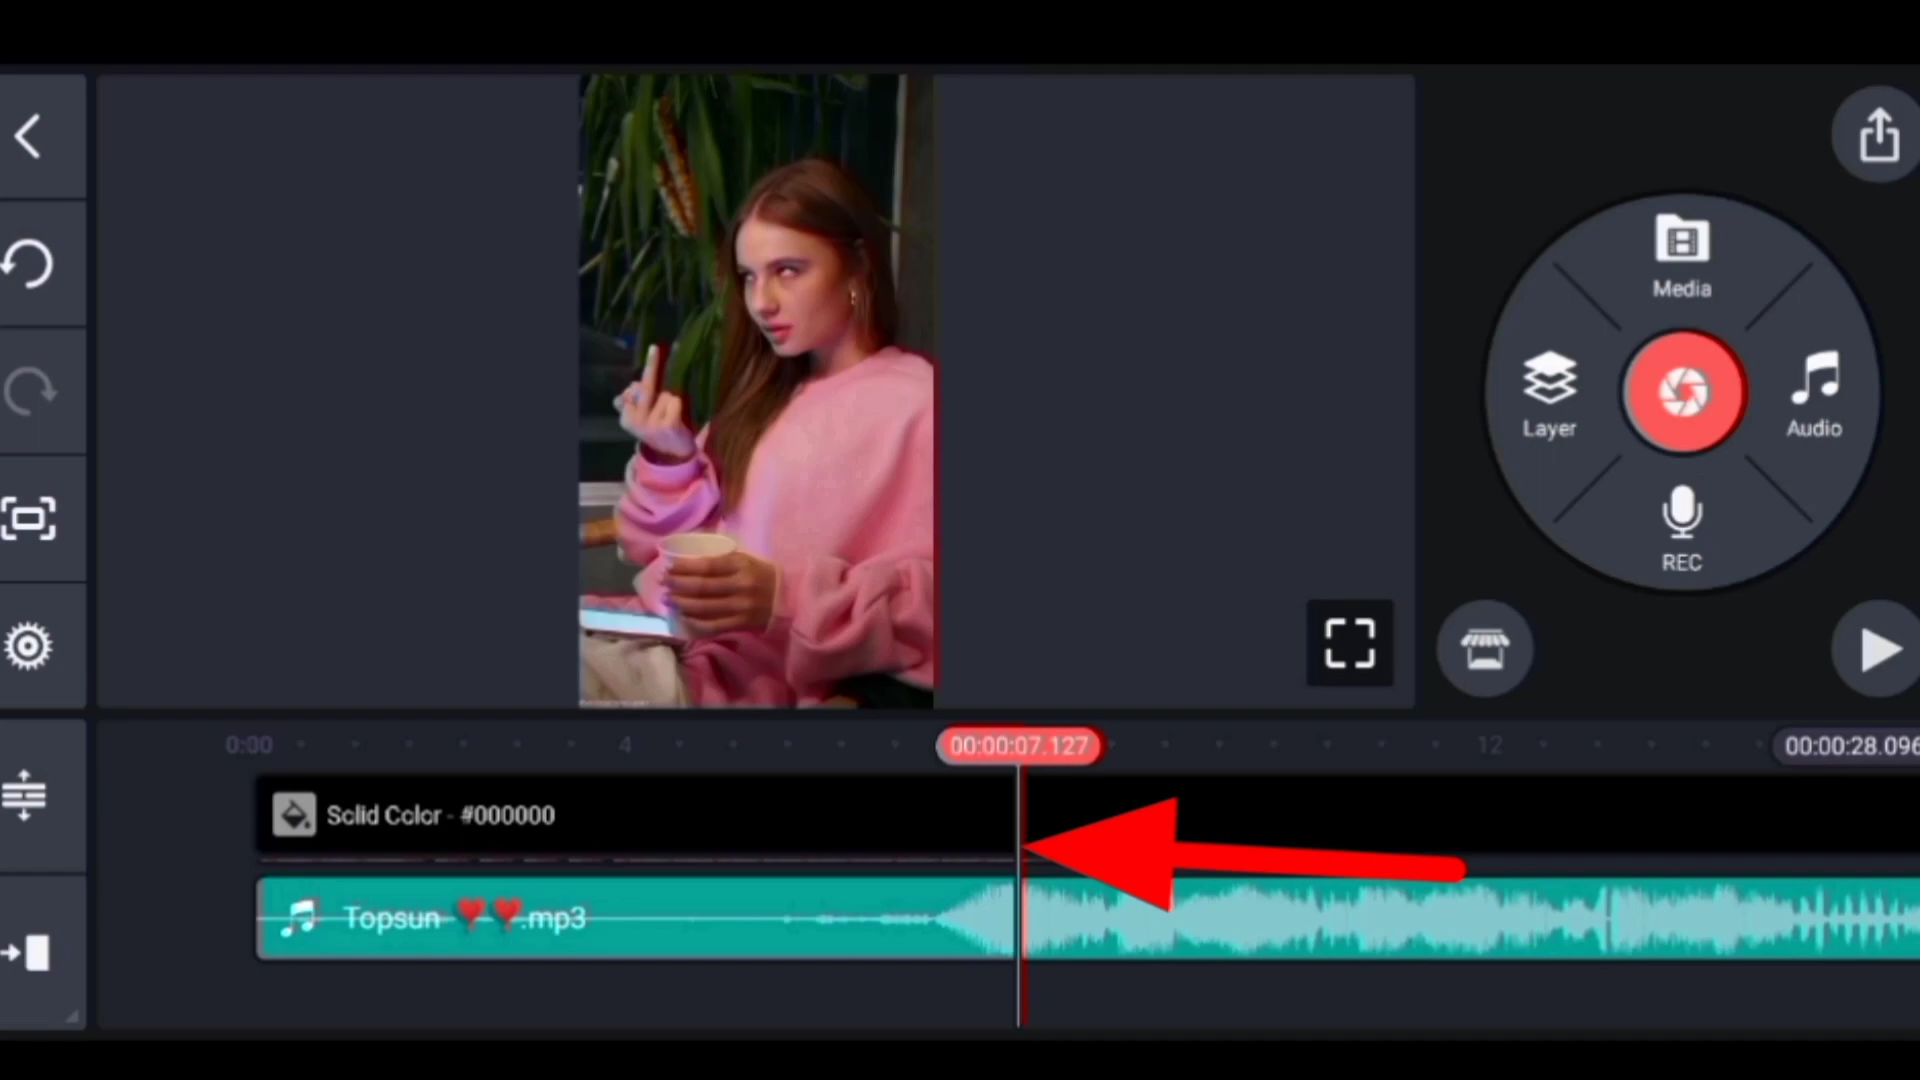 Media
Layer
Audio
REC
0:00
4
00:00:07.127
12
00:00:28.096
Solid Color - #000000
Topsun ❤️❤️.mp3